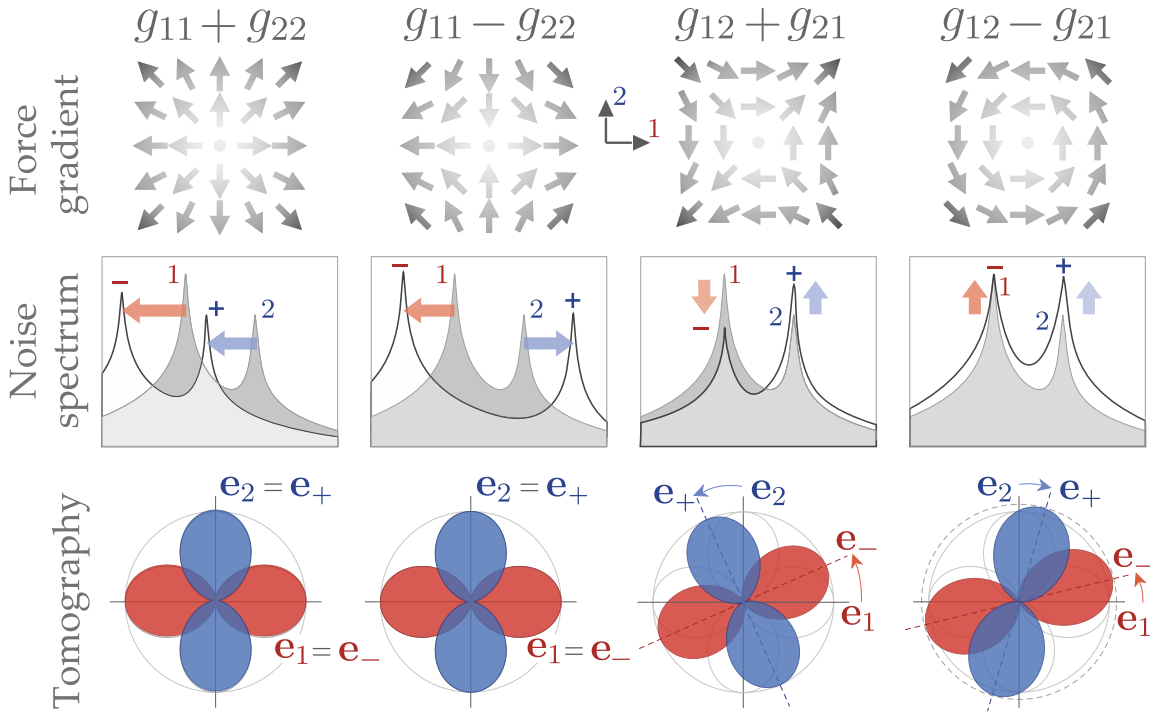 g₁₁ + g₂₂
g₁₁ − g₂₂
g₁₂ + g₂₁
g₁₂ − g₂₁
Force
gradient
2
1
Noise
spectrum
− 1 + 2
− 1 2 +
1 − + 2
− 1 + 2
Tomography
e₂ = e₊
e₁ = e₋
e₂ = e₊
e₁ = e₋
e₊ e₂
e₋
e₁
e₂ e₊
e₋
e₁